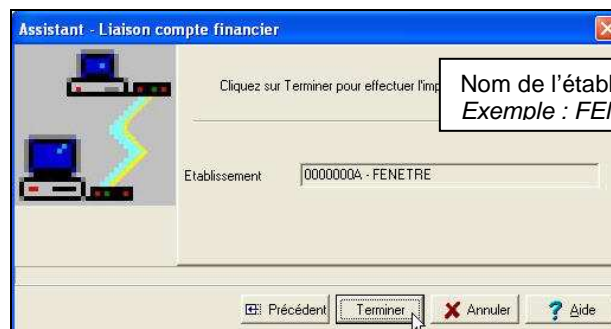 Assistant - Liaison compte financier
Cliquez sur Terminer pour effectuer l'imp
Nom de l'établ
Exemple : FE
Etablissement
0000000A - FENETRE
Précédent
Terminer
Annuler
? Aide